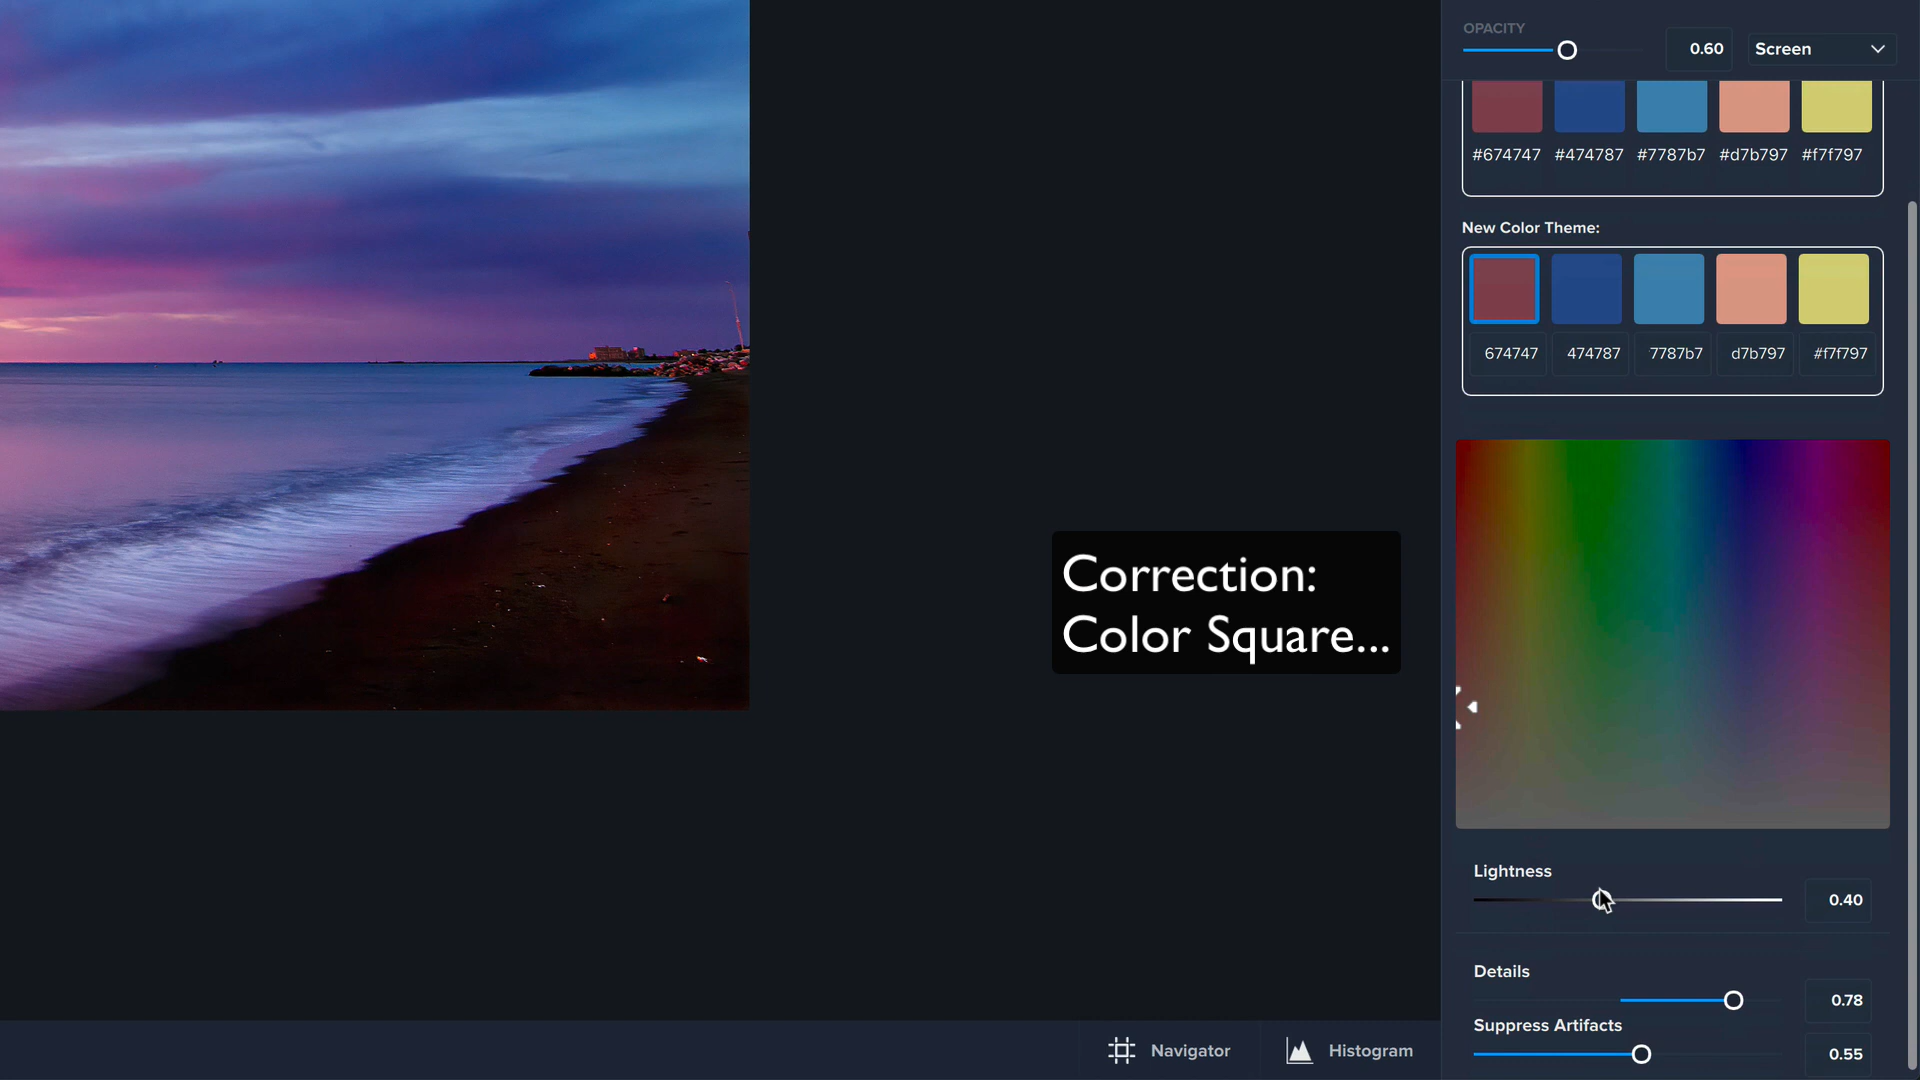 OPACITY
0.60
Screen
#674747 #474787 #7787b7 #d7b797 #f7f797
New Color Theme:
674747 474787 7787b7 d7b797 #f7f797
Correction:
Color Square...
Lightness
0.40
Details
0.78
Suppress Artifacts
0.55
Navigator
Histogram